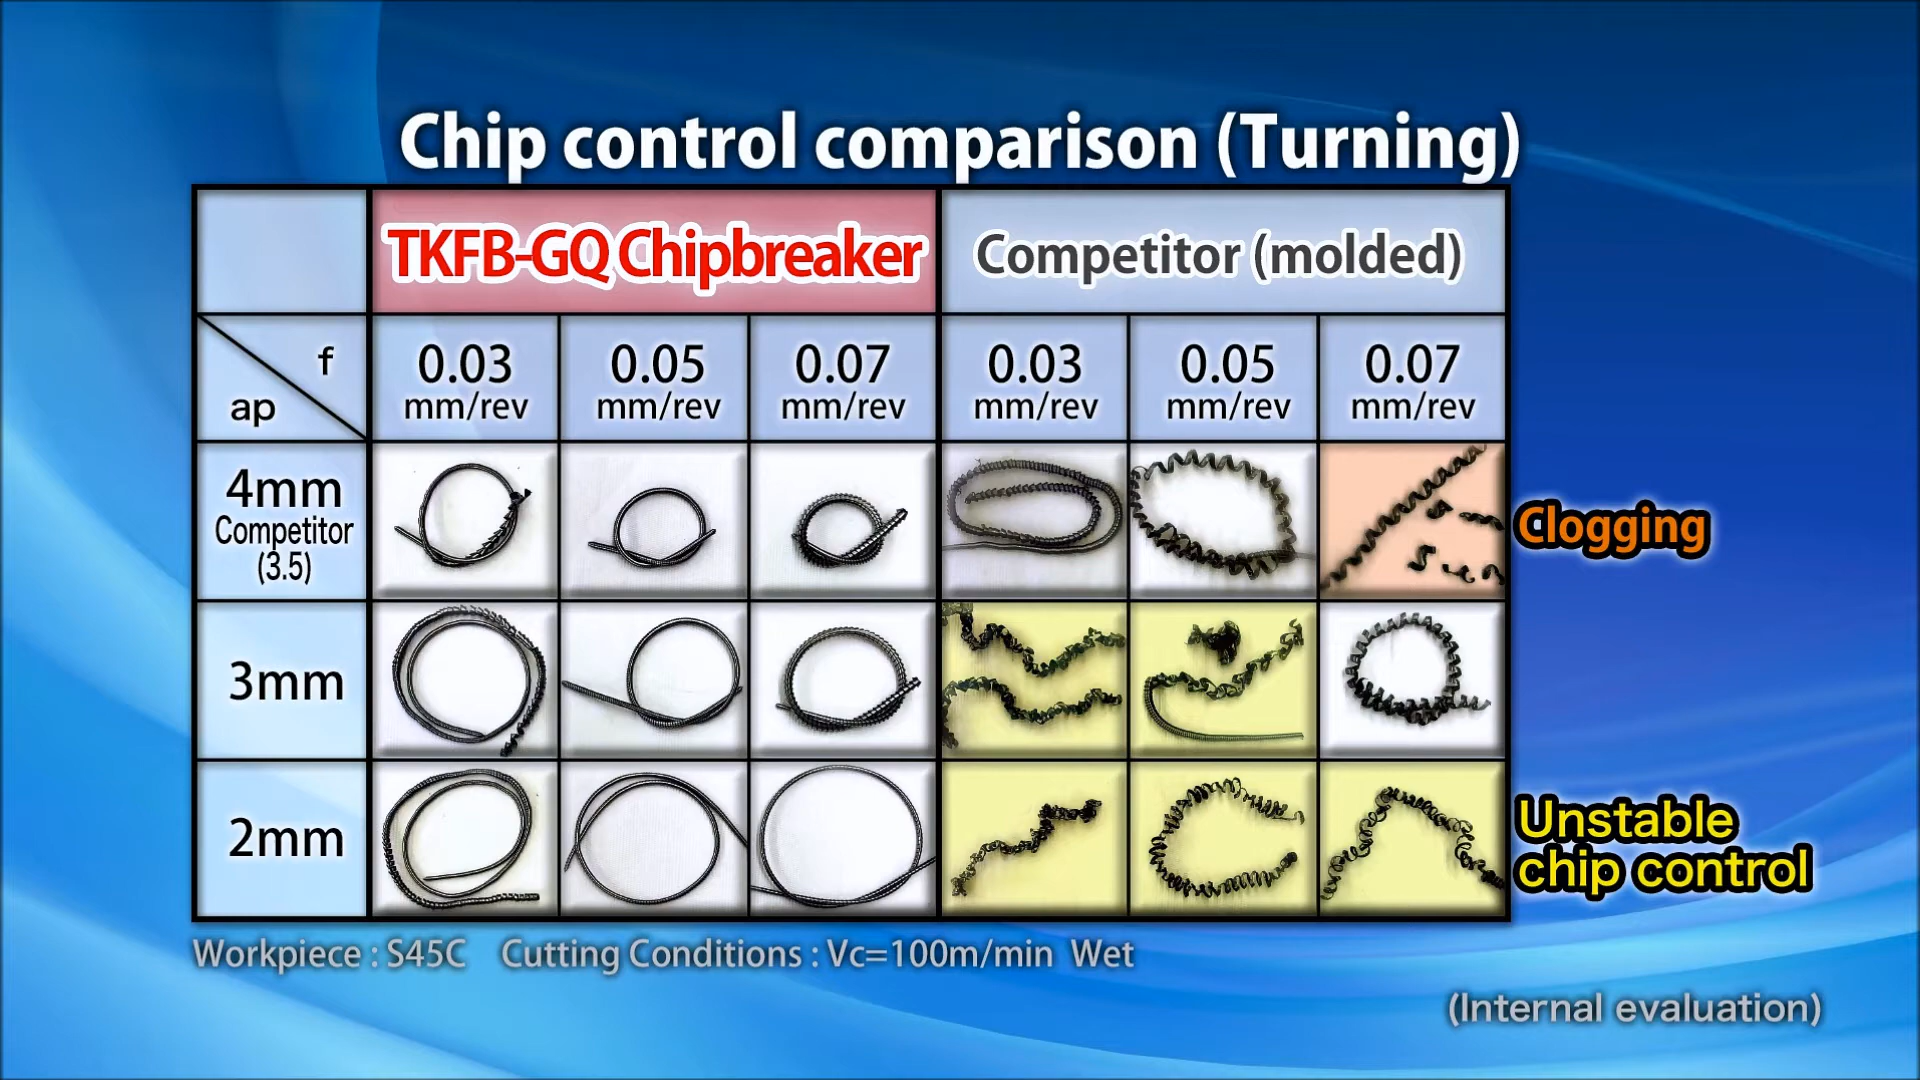 Chip control comparison (Turning)
TKFB-GQ Chipbreaker
Competitor (molded)
f
ap
0.03
mm/rev
0.05
mm/rev
0.07
mm/rev
0.03
mm/rev
0.05
mm/rev
0.07
mm/rev
4mm
Competitor
(3.5)
Clogging
3mm
2mm
Unstable
chip control
Workpiece : S45C Cutting Conditions : Vc=100m/min Wet
(Internal evaluation)